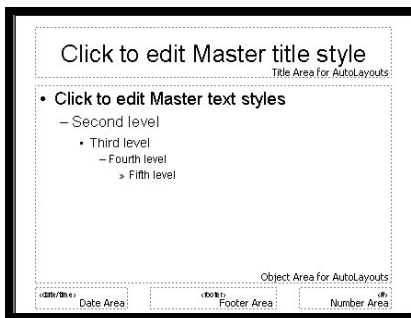 Click to edit Master title style
Title Area for AutoLayouts
• Click to edit Master text styles
– Second level
• Third level
– Fourth level
» Fifth level
Object Area for AutoLayouts
<date/time> <footer> <#>
Date Area Footer Area Number Area